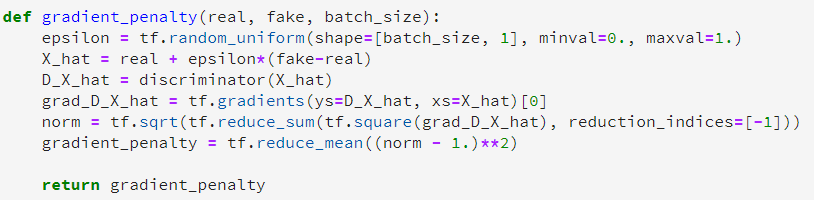 def gradient_penalty(real, fake, batch_size):
    epsilon = tf.random_uniform(shape=[batch_size, 1], minval=0., maxval=1.)
    X_hat = real + epsilon*(fake-real)
    D_X_hat = discriminator(X_hat)
    grad_D_X_hat = tf.gradients(ys=D_X_hat, xs=X_hat)[0]
    norm = tf.sqrt(tf.reduce_sum(tf.square(grad_D_X_hat), reduction_indices=[-1]))
    gradient_penalty = tf.reduce_mean((norm - 1.)**2)
    return gradient_penalty